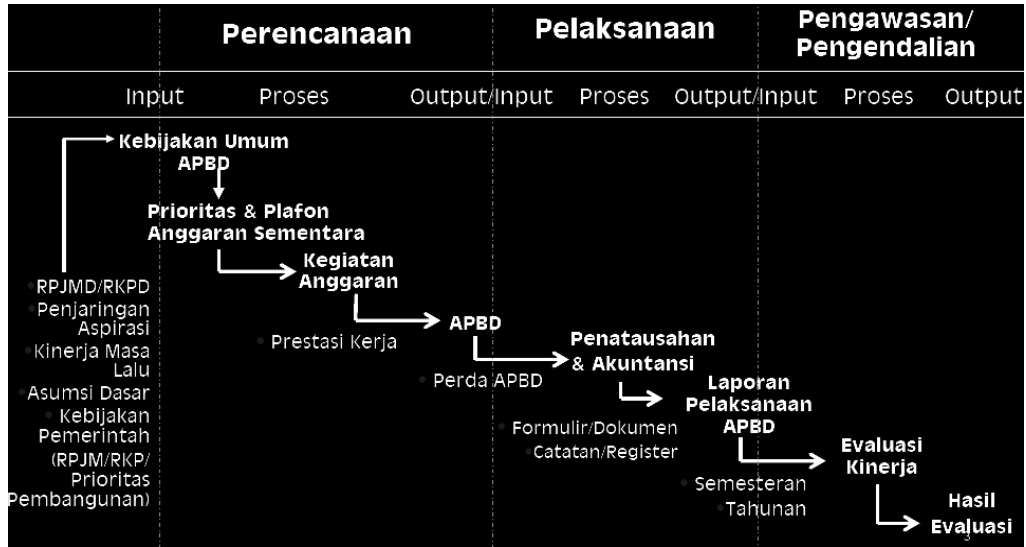 Perencanaan
Pelaksanaan
Pengawasan/
Pengendalian
Input
Proses
Output/Input
Proses
Output/Input
Proses
Output
Kebijakan Umum
APBD
Prioritas & Plafon
Anggaran Sementara
Kegiatan
Anggaran
• RPJMD/RKPD
• Penjaringan
Aspirasi
• Kinerja Masa
Lalu
• Asumsi Dasar
• Kebijakan
Pemerintah
(RPJM/RKP/
Prioritas
Pembangunan)
• Prestasi Kerja
APBD
• Perda APBD
Penatausahan
& Akuntansi
• Formulir/Dokumen
• Catatan/Register
Laporan
Pelaksanaan
APBD
• Semesteran
• Tahunan
Evaluasi
Kinerja
Hasil
Evaluasi
3